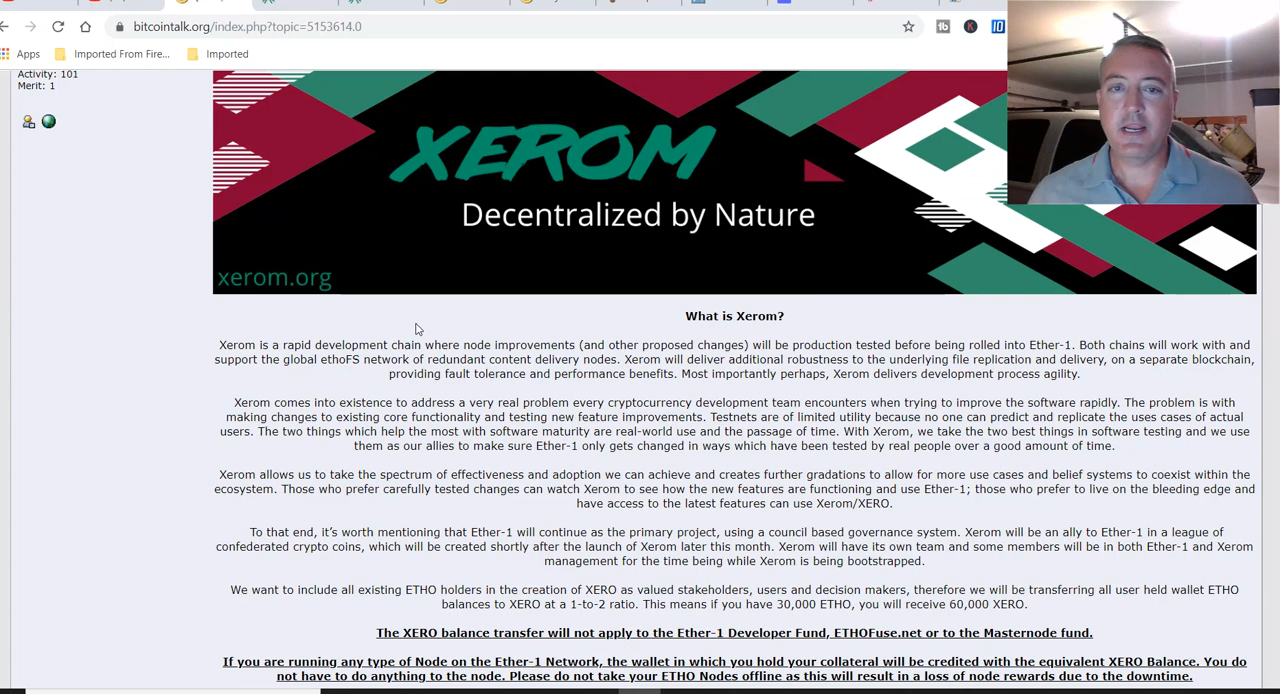 bitcointalk.org/index.php?topic=5153614.0
Apps
Imported From Fire...
Imported
Activity: 101
Merit: 1
XEROM
Decentralized by Nature
xerom.org
What is Xerom?
Xerom is a rapid development chain where node improvements (and other proposed changes) will be production tested before being rolled into Ether-1. Both chains will work with and
support the global ethoFS network of redundant content delivery nodes. Xerom will deliver additional robustness to the underlying file replication and delivery, on a separate blockchain,
providing fault tolerance and performance benefits. Most importantly perhaps, Xerom delivers development process agility.
Xerom comes into existence to address a very real problem every cryptocurrency development team encounters when trying to improve the software rapidly. The problem is with
making changes to existing core functionality and testing new feature improvements. Testnets are of limited utility because no one can predict and replicate the uses cases of actual
users. The two things which help the most with software maturity are real-world use and the passage of time. With Xerom, we take the two best things in software testing and we use
them as our allies to make sure Ether-1 only gets changed in ways which have been tested by real people over a good amount of time.
Xerom allows us to take the spectrum of effectiveness and adoption we can achieve and creates further gradations to allow for more use cases and belief systems to coexist within the
ecosystem. Those who prefer carefully tested changes can watch Xerom to see how the new features are functioning and use Ether-1; those who prefer to live on the bleeding edge and
have access to the latest features can use Xerom/XERO.
To that end, it's worth mentioning that Ether-1 will continue as the primary project, using a council based governance system. Xerom will be an ally to Ether-1 in a league of
confederated crypto coins, which will be created shortly after the launch of Xerom later this month. Xerom will have its own team and some members will be in both Ether-1 and Xerom
management for the time being while Xerom is being bootstrapped.
We want to include all existing ETHO holders in the creation of XERO as valued stakeholders, users and decision makers, therefore we will be transferring all user held wallet ETHO
balances to XERO at a 1-to-2 ratio. This means if you have 30,000 ETHO, you will receive 60,000 XERO.
The XERO balance transfer will not apply to the Ether-1 Developer Fund, ETHOFuse.net or to the Masternode fund.
If you are running any type of Node on the Ether-1 Network, the wallet in which you hold your collateral will be credited with the equivalent XERO Balance. You do
not have to do anything to the node. Please do not take your ETHO Nodes offline as this will result in a loss of node rewards due to the downtime.